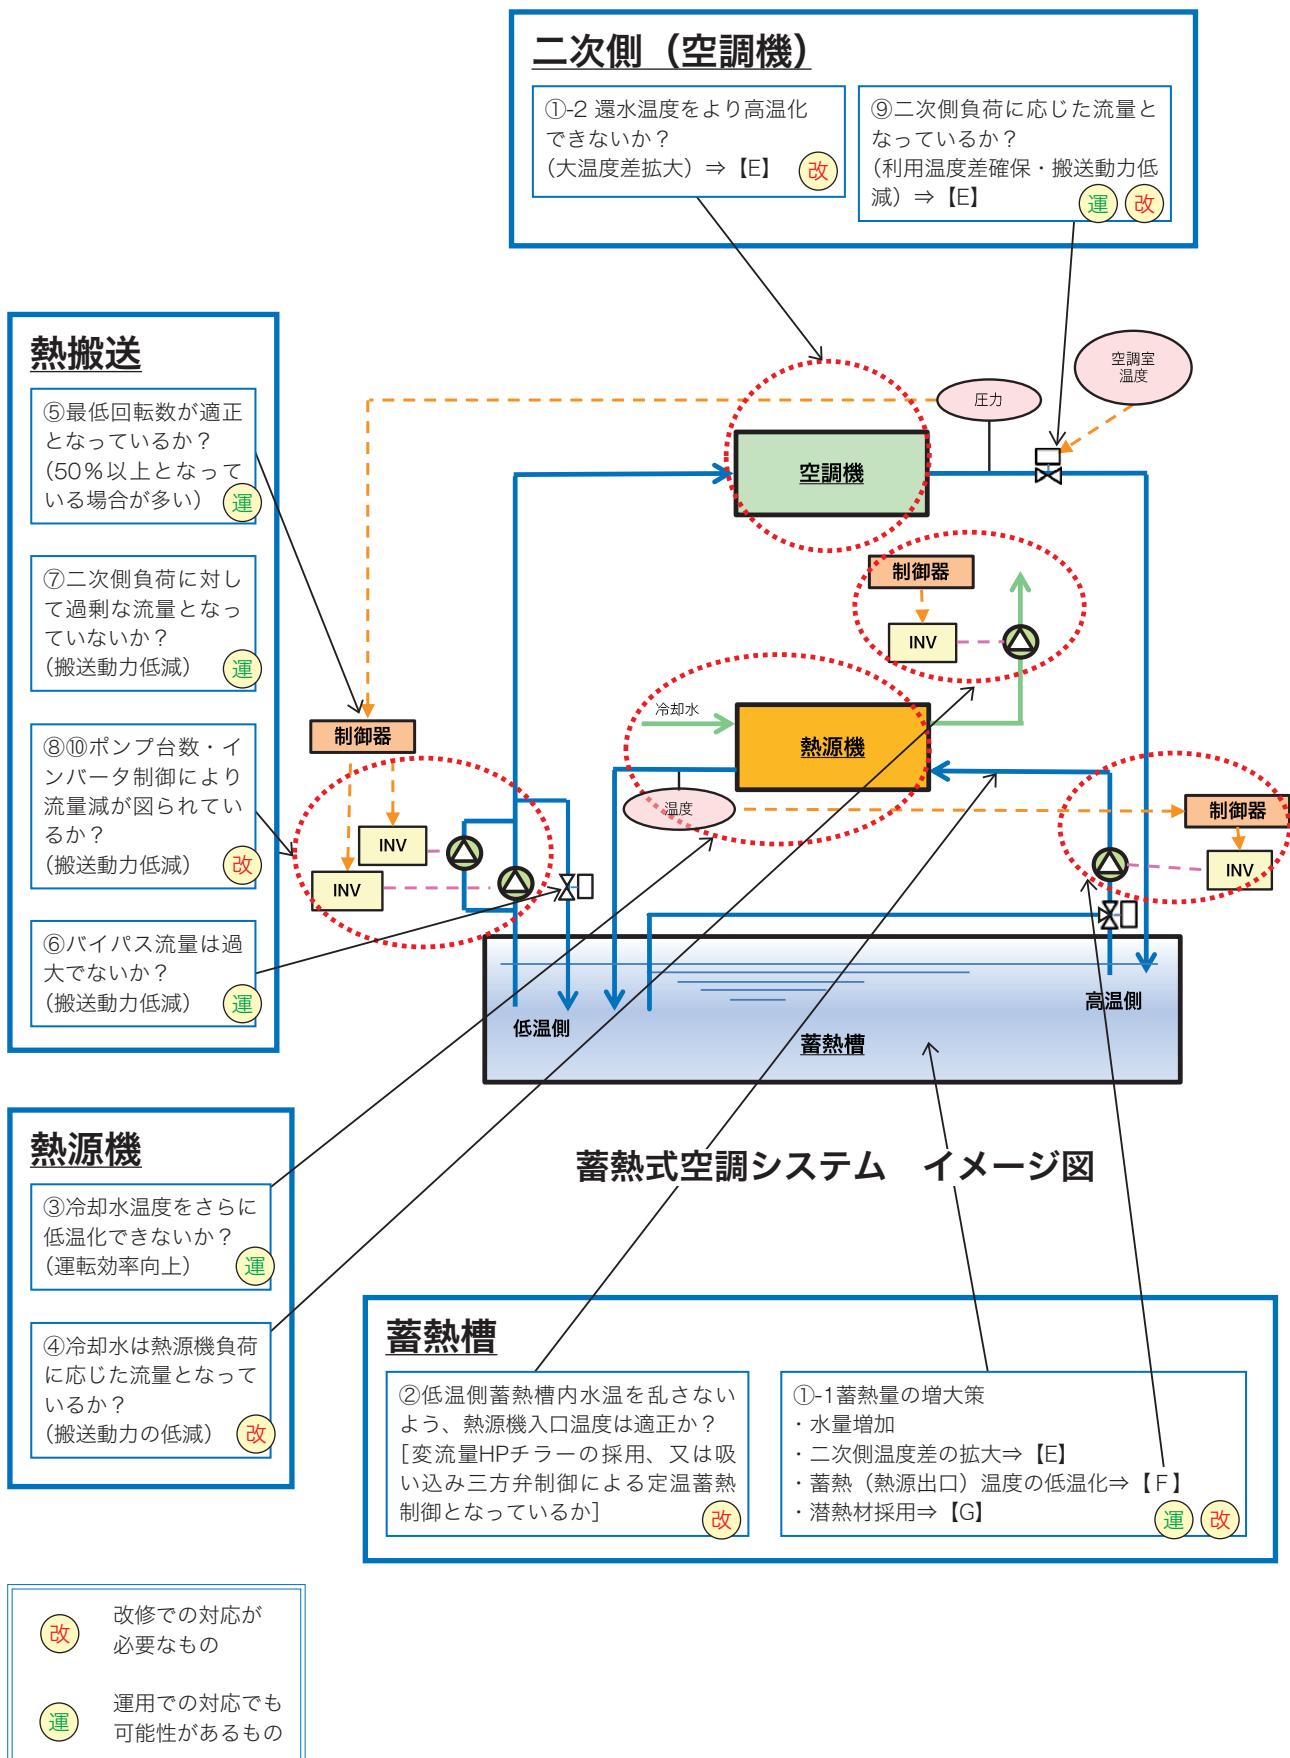 二次側（空調機）
①-2 還水温度をより高温化
できないか？
（大温度差拡大）⇒【E】
改
⑨二次側負荷に応じた流量と
なっているか？
（利用温度差確保・搬送動力低
減）⇒【E】
運 改
熱搬送
⑤最低回転数が適正
となっているか？
（50％以上となって
いる場合が多い）
運
⑦二次側負荷に対し
て過剰な流量となっ
ていないか？
（搬送動力低減）
運
⑧⑩ポンプ台数・イ
ンバータ制御により
流量減が図られてい
るか？
（搬送動力低減）
改
⑥バイパス流量は過
大でないか？
（搬送動力低減）
運
空調室
温度
圧力
空調機
制御器
INV
冷却水
熱源機
温度
制御器
INV
INV
制御器
INV
低温側
高温側
蓄熱槽
蓄熱式空調システム　イメージ図
熱源機
③冷却水温度をさらに
低温化できないか？
（運転効率向上）
運
④冷却水は熱源機負荷
に応じた流量となって
いるか？
（搬送動力の低減）
改
蓄熱槽
②低温側蓄熱槽内水温を乱さない
よう、熱源機入口温度は適正か？
［変流量HPチラーの採用、又は吸
い込み三方弁制御による定温蓄熱
制御となっているか］
改
①-1蓄熱量の増大策
・水量増加
・二次側温度差の拡大⇒【E】
・蓄熱（熱源出口）温度の低温化⇒【F】
・潜熱材採用⇒【G】
運 改
改
改修での対応が
必要なもの
運
運用での対応でも
可能性があるもの